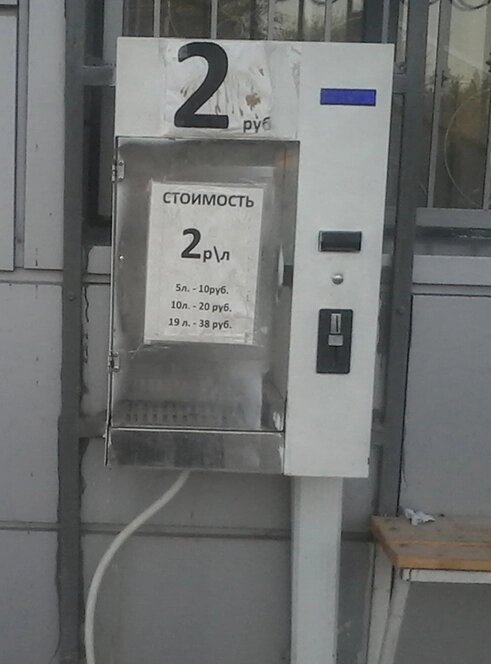 2
руб
СТОИМОСТЬ
2р\л
5л. - 10руб.
10л. - 20 руб.
19 л. - 38 руб.